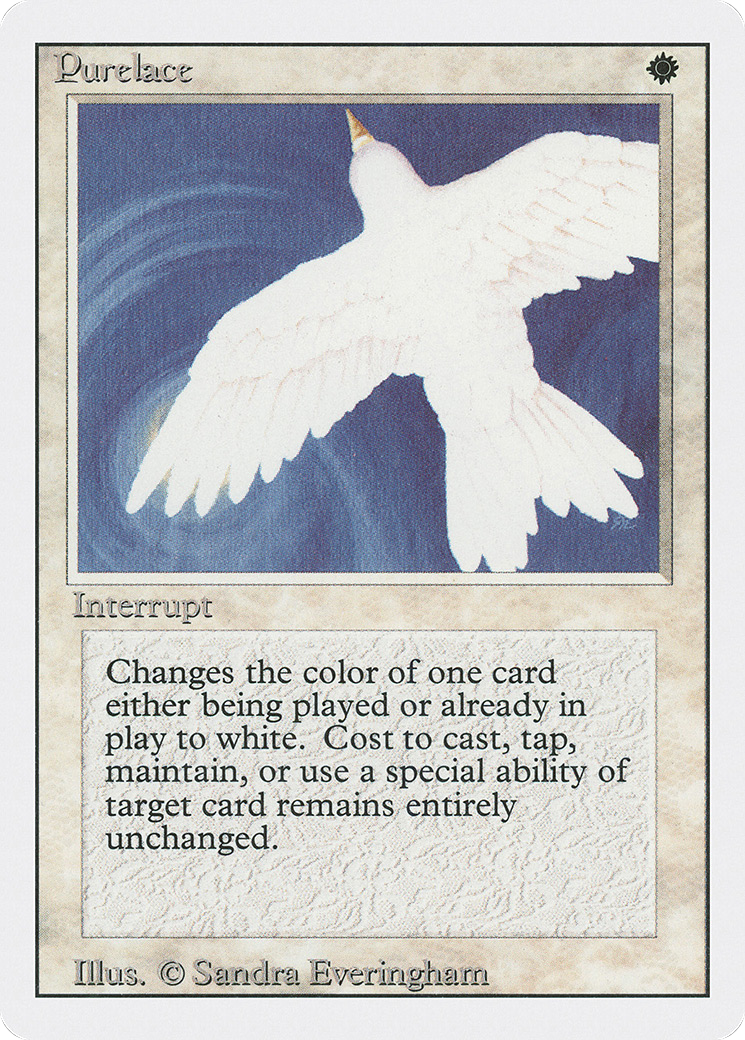 Purelace
Interrupt
Changes the color of one card
either being played or already in
play to white. Cost to cast, tap,
maintain, or use a special ability of
target card remains entirely
unchanged.
Illus. © Sandra Everingham